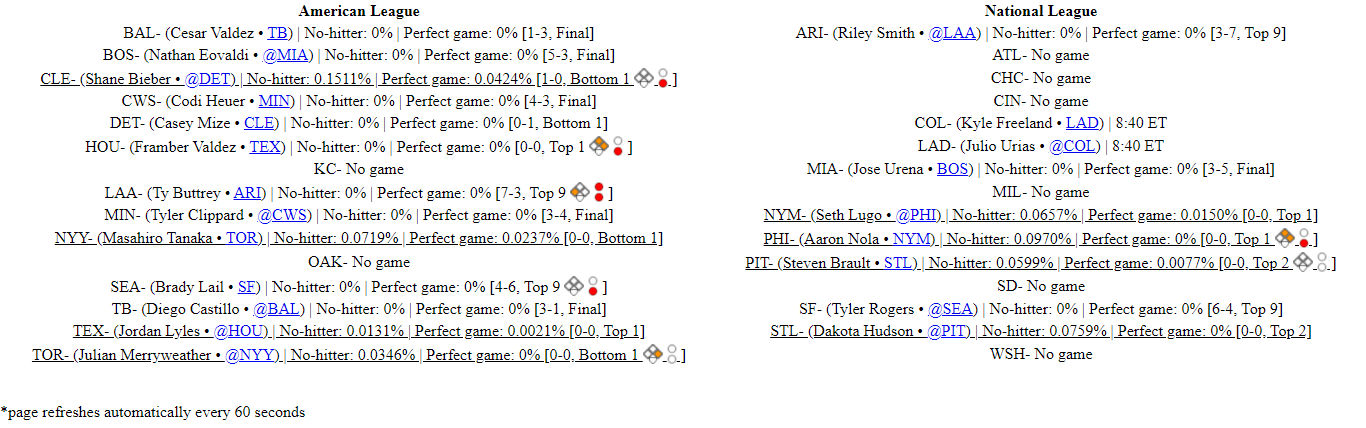 American League
BAL- (Cesar Valdez • TB) | No-hitter: 0% | Perfect game: 0% [1-3, Final]
BOS- (Nathan Eovaldi • @MIA) | No-hitter: 0% | Perfect game: 0% [5-3, Final]
CLE- (Shane Bieber • @DET) | No-hitter: 0.1511% | Perfect game: 0.0424% [1-0, Bottom 1 ]
CWS- (Codi Heuer • MIN) | No-hitter: 0% | Perfect game: 0% [4-3, Final]
DET- (Casey Mize • CLE) | No-hitter: 0% | Perfect game: 0% [0-1, Bottom 1]
HOU- (Framber Valdez • TEX) | No-hitter: 0% | Perfect game: 0% [0-0, Top 1 ]
KC- No game
LAA- (Ty Buttrey • ARI) | No-hitter: 0% | Perfect game: 0% [7-3, Top 9 ]
MIN- (Tyler Clippard • @CWS) | No-hitter: 0% | Perfect game: 0% [3-4, Final]
NYY- (Masahiro Tanaka • TOR) | No-hitter: 0.0719% | Perfect game: 0.0237% [0-0, Bottom 1]
OAK- No game
SEA- (Brady Lail • SF) | No-hitter: 0% | Perfect game: 0% [4-6, Top 9 ]
TB- (Diego Castillo • @BAL) | No-hitter: 0% | Perfect game: 0% [3-1, Final]
TEX- (Jordan Lyles • @HOU) | No-hitter: 0.0131% | Perfect game: 0.0021% [0-0, Top 1]
TOR- (Julian Merryweather • @NYY) | No-hitter: 0.0346% | Perfect game: 0% [0-0, Bottom 1 ]
National League
ARI- (Riley Smith • @LAA) | No-hitter: 0% | Perfect game: 0% [3-7, Top 9]
ATL- No game
CHC- No game
CIN- No game
COL- (Kyle Freeland • LAD) | 8:40 ET
LAD- (Julio Urias • @COL) | 8:40 ET
MIA- (Jose Urena • BOS) | No-hitter: 0% | Perfect game: 0% [3-5, Final]
MIL- No game
NYM- (Seth Lugo • @PHI) | No-hitter: 0.0657% | Perfect game: 0.0150% [0-0, Top 1]
PHI- (Aaron Nola • NYM) | No-hitter: 0.0970% | Perfect game: 0% [0-0, Top 1 ]
PIT- (Steven Brault • STL) | No-hitter: 0.0599% | Perfect game: 0.0077% [0-0, Top 2 ]
SD- No game
SF- (Tyler Rogers • @SEA) | No-hitter: 0% | Perfect game: 0% [6-4, Top 9]
STL- (Dakota Hudson • @PIT) | No-hitter: 0.0759% | Perfect game: 0% [0-0, Top 2]
WSH- No game
*page refreshes automatically every 60 seconds